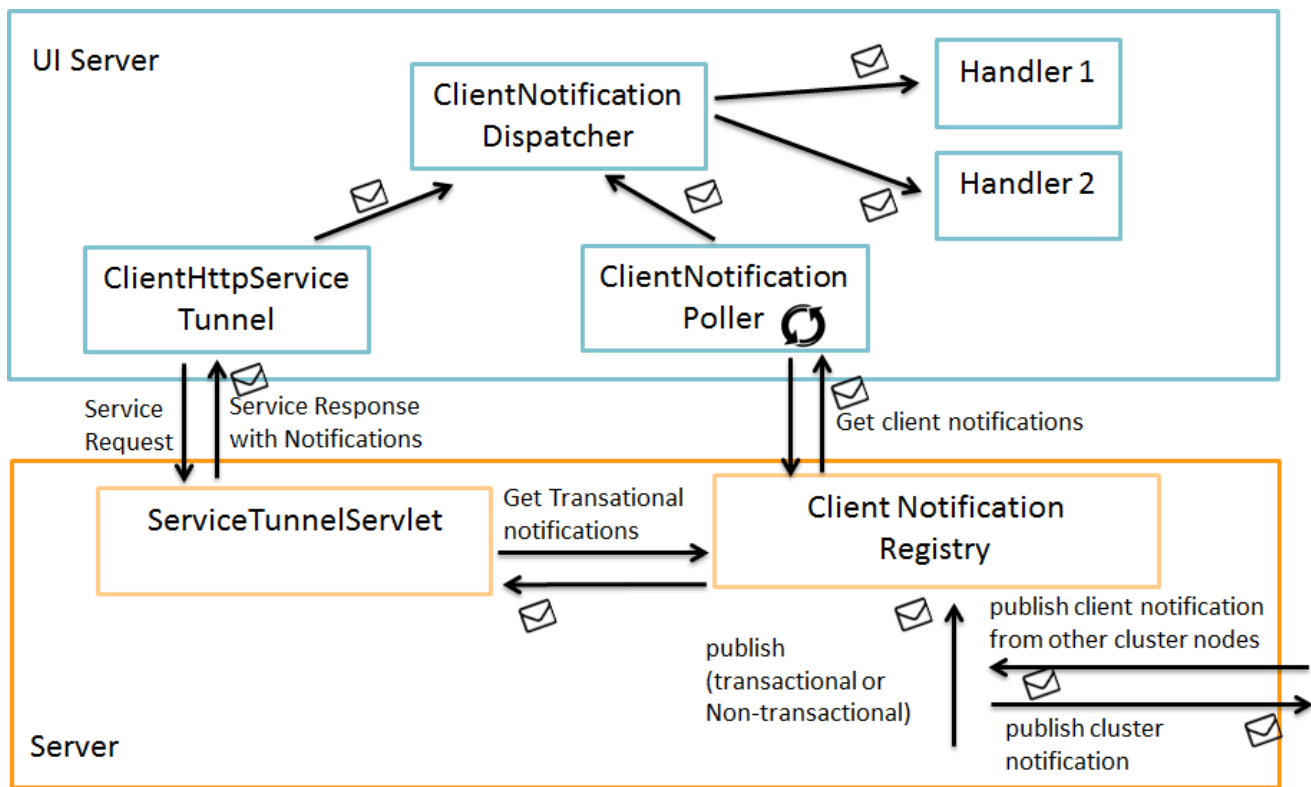 UI Server
ClientNotification
Dispatcher
Handler 1
Handler 2
ClientHttpService
Tunnel
ClientNotification
Poller
Service
Request
Service Response
with Notifications
Get client notifications
ServiceTunnelServlet
Get Transational
notifications
Client Notification
Registry
publish
(transactional or
Non-transactional)
publish client notification
from other cluster nodes
publish cluster
notification
Server